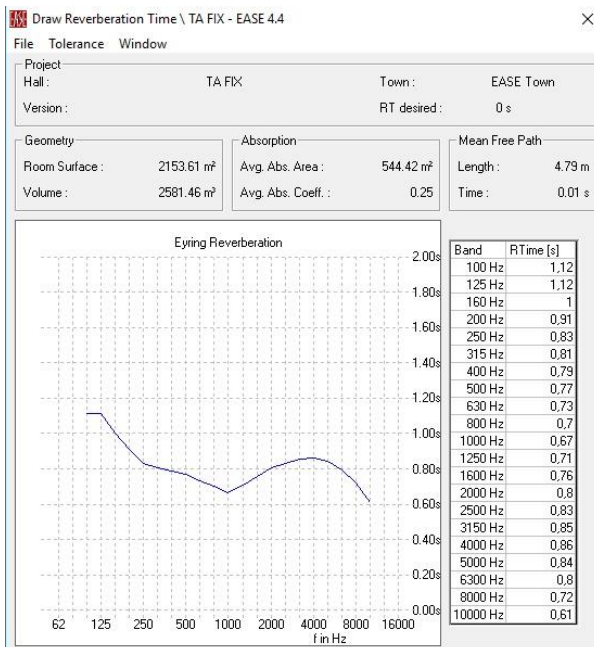 EASE Draw Reverberation Time \ TA FIX - EASE 4.4
File Tolerance Window
Project
Hall : TA FIX Town : EASE Town
Version : RT desired : 0 s
Geometry
Room Surface : 2153.61 m²
Volume : 2581.46 m³
Absorption
Avg. Abs. Area : 544.42 m²
Avg. Abs. Coeff. : 0.25
Mean Free Path
Length : 4.79 m
Time : 0.01 s
Eyring Reverberation
2.00s
1.80s
1.60s
1.40s
1.20s
1.00s
0.80s
0.60s
0.40s
0.20s
0.00s
62 125 250 500 1000 2000 4000 8000 16000
f in Hz
Band RTime [s]
100 Hz 1,12
125 Hz 1,12
160 Hz 1
200 Hz 0,91
250 Hz 0,83
315 Hz 0,81
400 Hz 0,79
500 Hz 0,77
630 Hz 0,73
800 Hz 0,7
1000 Hz 0,67
1250 Hz 0,71
1600 Hz 0,76
2000 Hz 0,8
2500 Hz 0,83
3150 Hz 0,85
4000 Hz 0,86
5000 Hz 0,84
6300 Hz 0,8
8000 Hz 0,72
10000 Hz 0,61